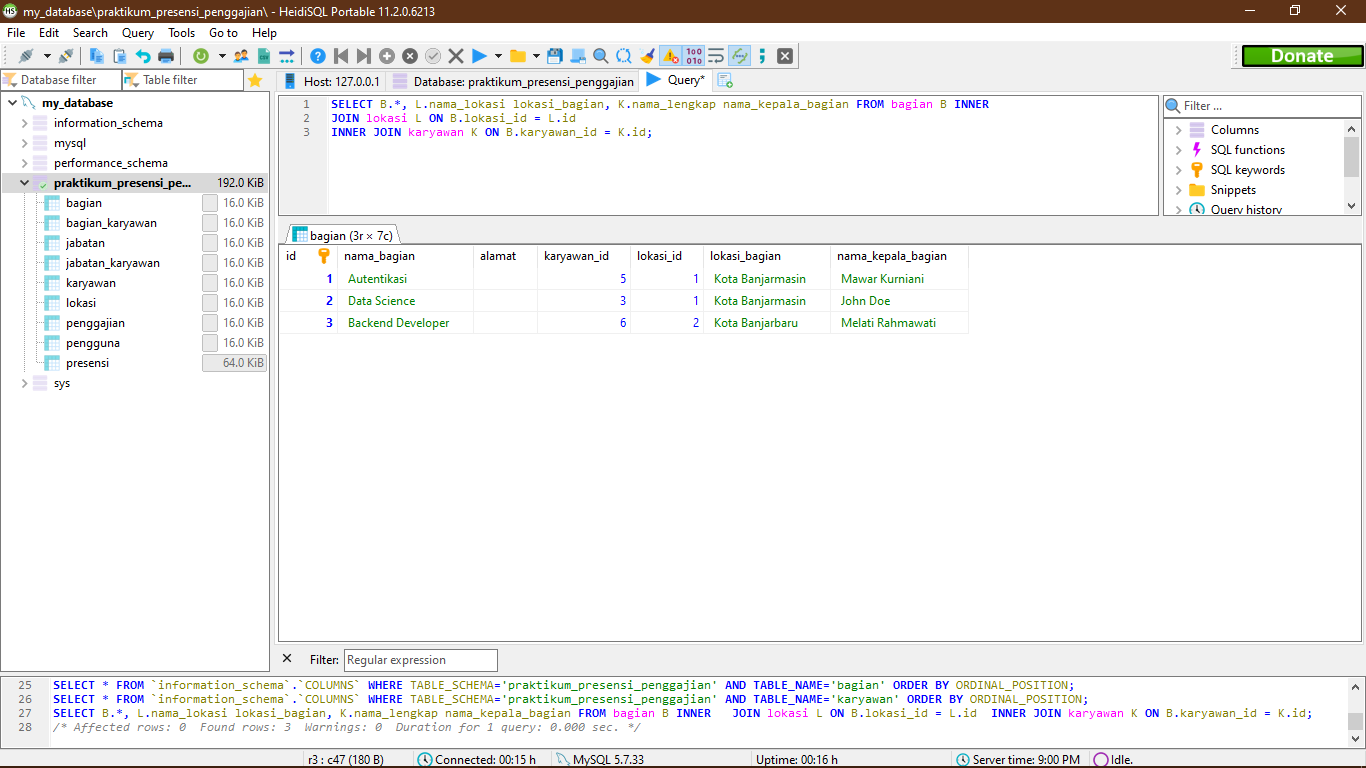 my_database\praktikum_presensi_penggajian\ - HeidiSQL Portable 11.2.0.6213
File Edit Search Query Tools Go to Help
Donate
Database filter Table filter Host: 127.0.0.1 Database: praktikum_presensi_penggajian Query*
my_database
information_schema
mysql
performance_schema
praktikum_presensi_pe... 192.0 KiB
bagian 16.0 KiB
bagian_karyawan 16.0 KiB
jabatan 16.0 KiB
jabatan_karyawan 16.0 KiB
karyawan 16.0 KiB
lokasi 16.0 KiB
penggajian 16.0 KiB
pengguna 16.0 KiB
presensi 64.0 KiB
sys
1 SELECT B.*, L.nama_lokasi lokasi_bagian, K.nama_lengkap nama_kepala_bagian FROM bagian B INNER
2 JOIN lokasi L ON B.lokasi_id = L.id
3 INNER JOIN karyawan K ON B.karyawan_id = K.id;
Filter ...
Columns
SQL functions
SQL keywords
Snippets
Query history
bagian (3r × 7c)
id nama_bagian alamat karyawan_id lokasi_id lokasi_bagian nama_kepala_bagian
1 Autentikasi 5 1 Kota Banjarmasin Mawar Kurniani
2 Data Science 3 1 Kota Banjarmasin John Doe
3 Backend Developer 6 2 Kota Banjarbaru Melati Rahmawati
Filter: Regular expression
25 SELECT * FROM `information_schema`.`COLUMNS` WHERE TABLE_SCHEMA='praktikum_presensi_penggajian' AND TABLE_NAME='bagian' ORDER BY ORDINAL_POSITION;
26 SELECT * FROM `information_schema`.`COLUMNS` WHERE TABLE_SCHEMA='praktikum_presensi_penggajian' AND TABLE_NAME='karyawan' ORDER BY ORDINAL_POSITION;
27 SELECT B.*, L.nama_lokasi lokasi_bagian, K.nama_lengkap nama_kepala_bagian FROM bagian B INNER JOIN lokasi L ON B.lokasi_id = L.id INNER JOIN karyawan K ON B.karyawan_id = K.id;
28 /* Affected rows: 0 Found rows: 3 Warnings: 0 Duration for 1 query: 0.000 sec. */
r3 : c47 (180 B) Connected: 00:15 h MySQL 5.7.33 Uptime: 00:16 h Server time: 9:00 PM Idle.